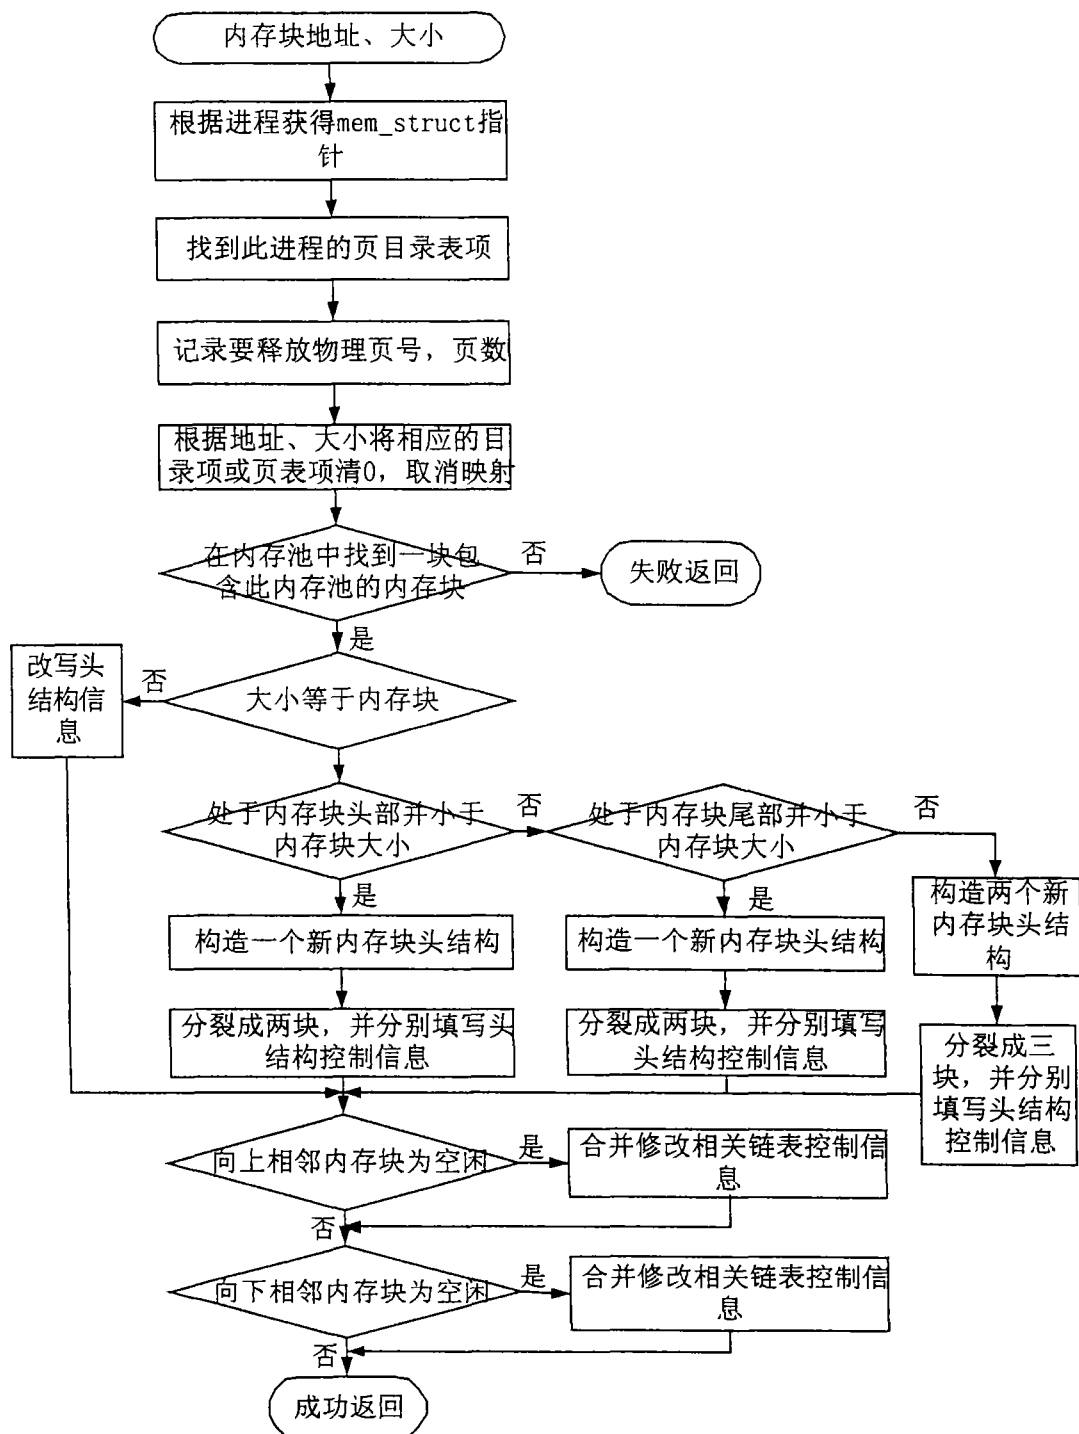 内存块地址、大小
根据进程获得mem_struct指
针
找到此进程的页目录表项
记录要释放物理页号，页数
根据地址、大小将相应的目
录项或页表项清0，取消映射
在内存池中找到一块包
含此内存池的内存块
否
失败返回
是
改写头
结构信
息
否
大小等于内存块
处于内存块头部并小于
内存块大小
否
处于内存块尾部并小于
内存块大小
否
是
构造一个新内存块头结构
是
构造一个新内存块头结构
构造两个新
内存块头结
构
分裂成两块，并分别填写头
结构控制信息
分裂成两块，并分别填写
头结构控制信息
分裂成三
块，并分别
填写头结构
控制信息
向上相邻内存块为空闲
是
合并修改相关链表控制信
息
否
向下相邻内存块为空闲
是
合并修改相关链表控制信
息
否
成功返回